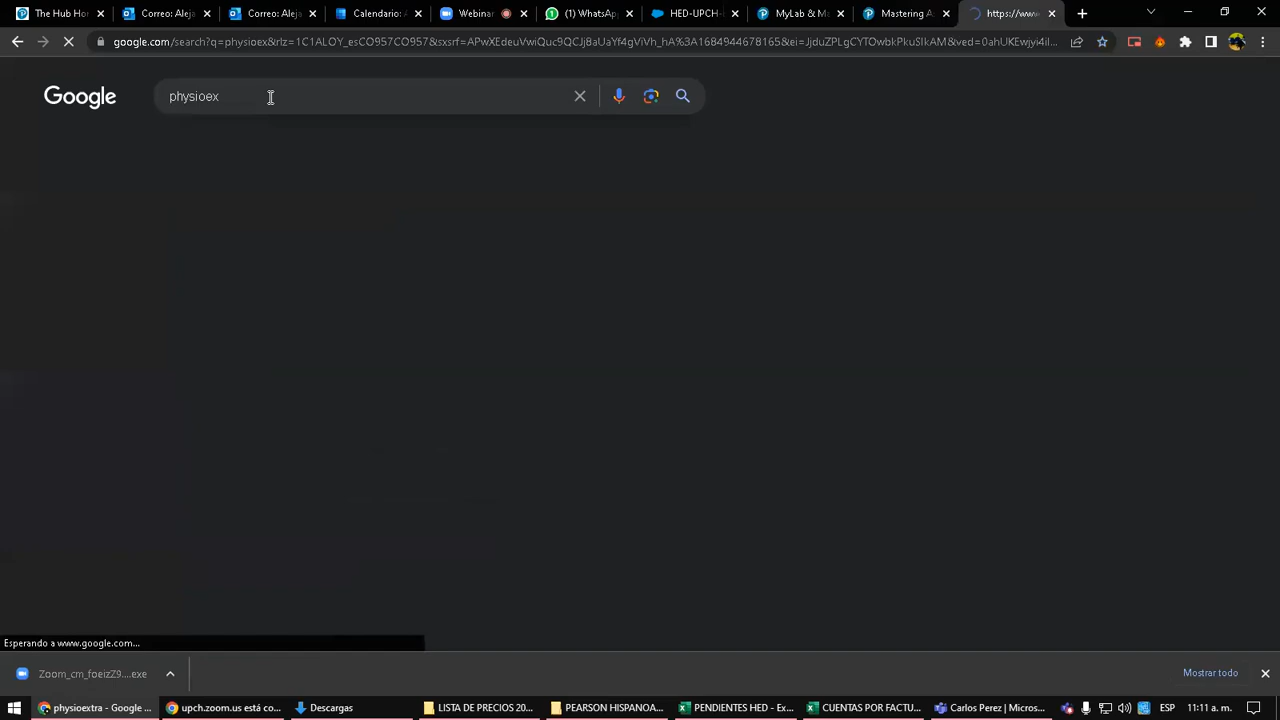 The Hub Hor
Correo: Aleja
Correo: Aleja
Calendario: A
Webinar
(1) WhatsApp
HED-UPCH-
MyLab & M
Mastering A
https://www
google.com/search?q=physioex&rlz=1C1ALOY_esCO957CO957&sxsrf=APwXEdeuVwiQuc9QCJj8aUaYf4gViVh_hA%3A1684944678165&ei=JjduZPLgCYTOwbkPkuSIkAM&ved=0ahUKEwjyi4iI...
Google
physioex
Esperando a www.google.com...
Zoom_cm_foeizZ9....exe
Mostrar todo
physioextra - Google ...
upch.zoom.us está co...
Descargas
LISTA DE PRECIOS 20...
PEARSON HISPANOA...
PENDIENTES HED - Ex...
CUENTAS POR FACTU...
Carlos Perez | Micros...
ESP
11:11 a. m.